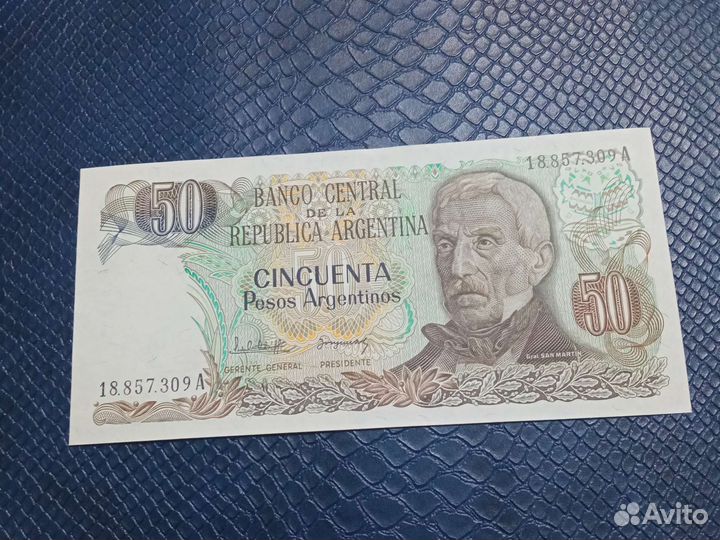 18.857.309 A
50
BANCO CENTRAL
DE LA
REPUBLICA ARGENTINA
CINCUENTA
Pesos Argentinos
50
Gral. SAN MARTIN
GERENTE GENERAL PRESIDENTE
18.857.309 A
Avito